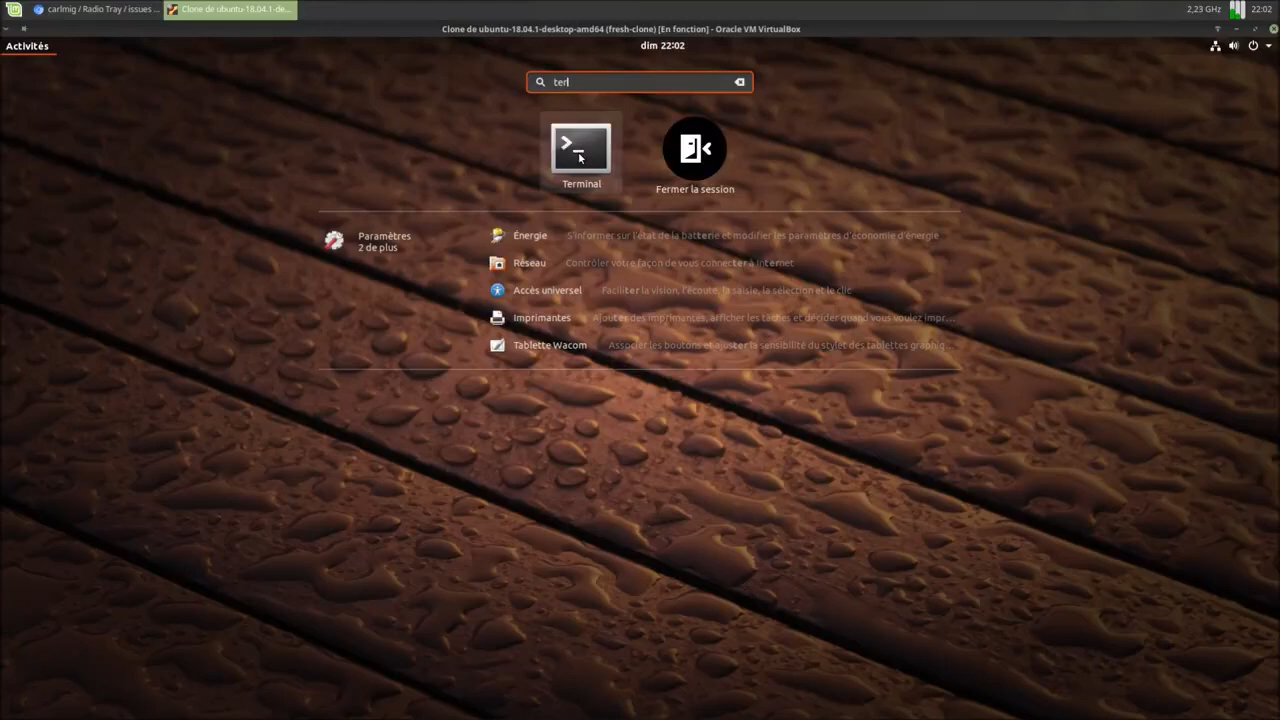 carlmig / Radio Tray / issues ...
Clone de ubuntu-18.04.1-de...
2,23 GHz
22:02
Clone de ubuntu-18.04.1-desktop-amd64 (fresh-clone) [En fonction] - Oracle VM VirtualBox
Activités
dim 22:02
ter
Terminal
Fermer la session
Paramètres
2 de plus
Énergie S'informer sur l'état de la batterie et modifier les paramètres d'économie d'énergie
Réseau Contrôler votre façon de vous connecter à Internet
Accès universel Faciliter la vision, l'écoute, la saisie, la sélection et le clic
Imprimantes Ajouter des imprimantes, afficher les tâches et décider quand vous voulez impr...
Tablette Wacom Associer les boutons et ajuster la sensibilité du stylet des tablettes graphiq...